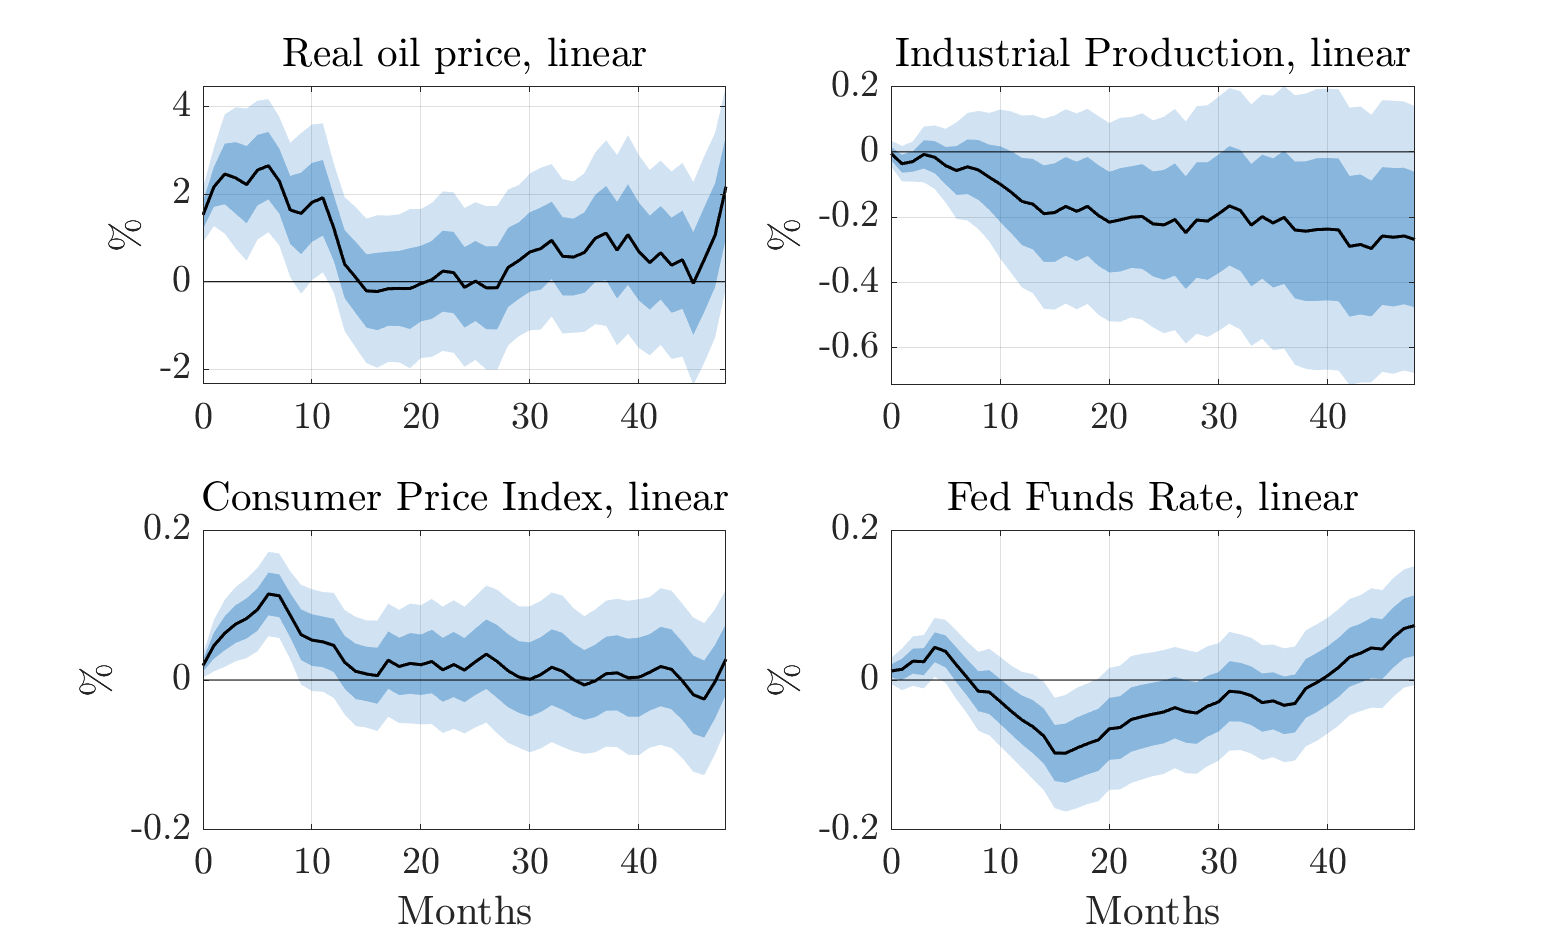 Real oil price, linear
4
2
0
-2
%
0 10 20 30 40
Industrial Production, linear
0.2
0
-0.2
-0.4
-0.6
%
0 10 20 30 40
Consumer Price Index, linear
0.2
0
-0.2
%
0 10 20 30 40
Months
Fed Funds Rate, linear
0.2
0
-0.2
%
0 10 20 30 40
Months